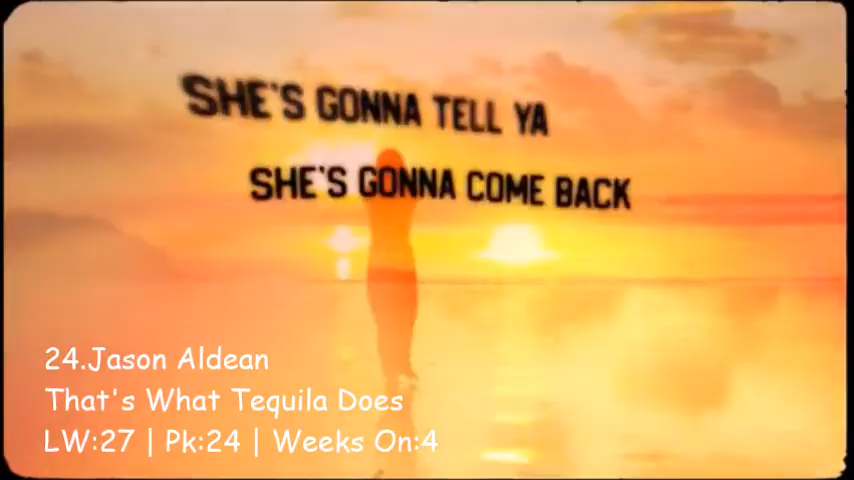 SHE'S GONNA TELL YA
SHE'S GONNA COME BACK
24.Jason Aldean
That's What Tequila Does
LW:27 | Pk:24 | Weeks On:4